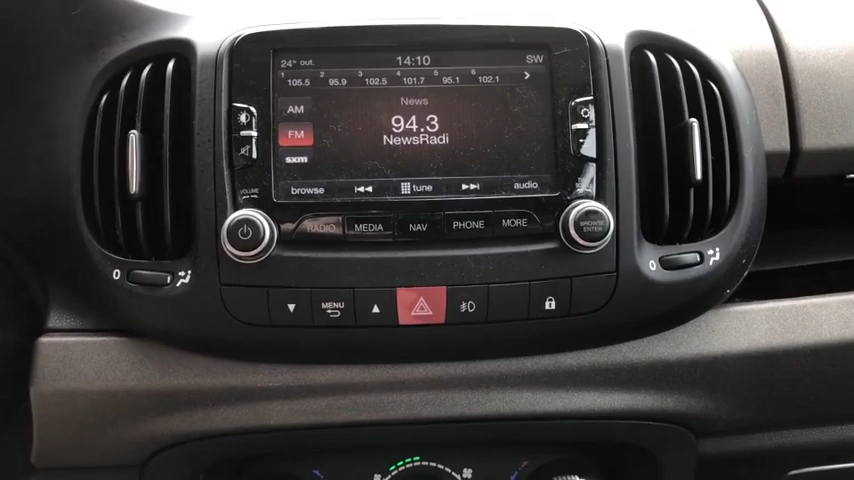 24° out. 14:10 SW
1 2 3 4 5 6
105.5 95.9 102.5 101.7 95.1 102.1
News
AM
94.3
FM
NewsRadi
sxm
browse tune audio
VOLUME
RADIO MEDIA NAV PHONE MORE
BROWSE
ENTER
0 0
MENU